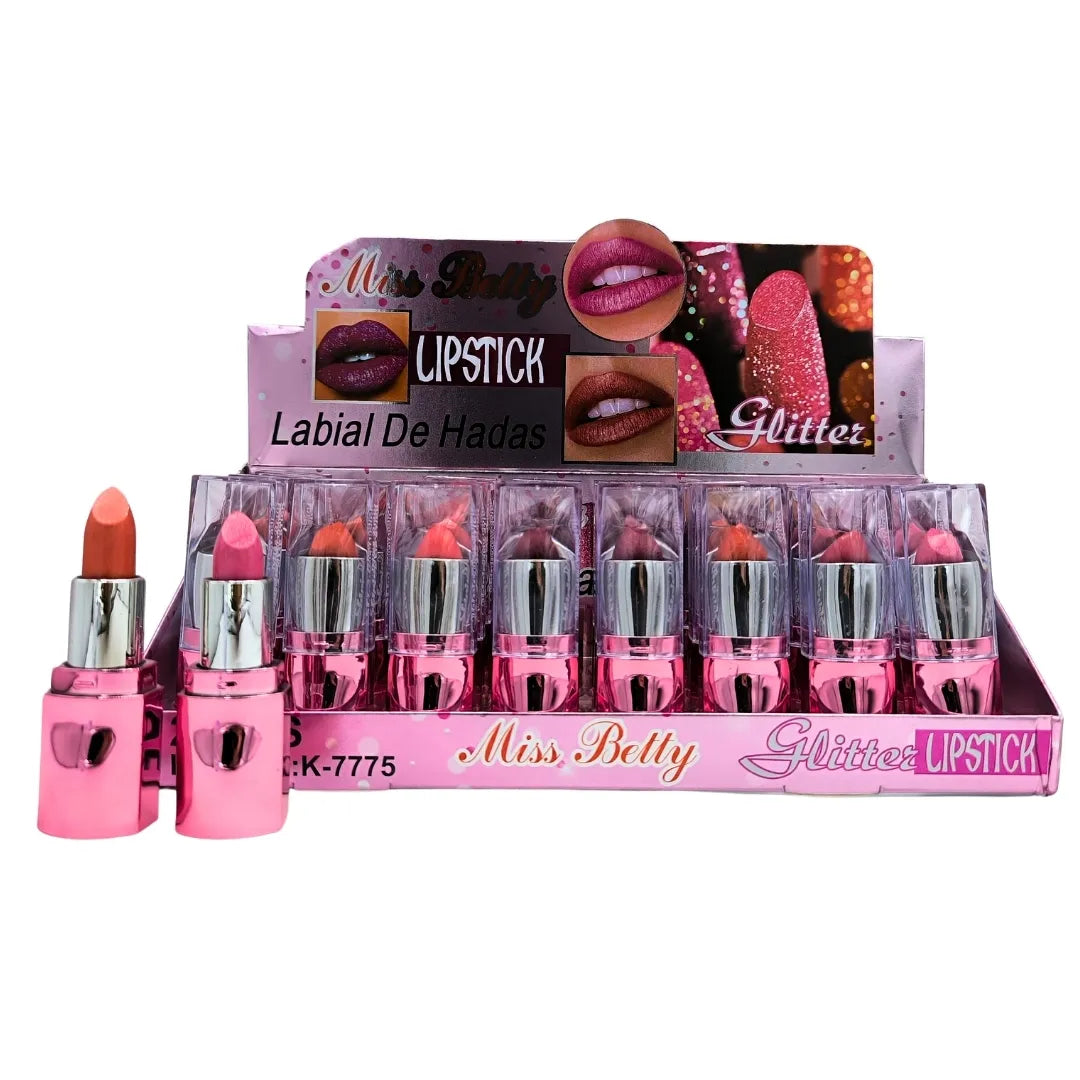 Miss Betty
LIPSTICK
Labial De Hadas
Glitter
:K-7775
Miss Betty
Glitter LIPSTICK